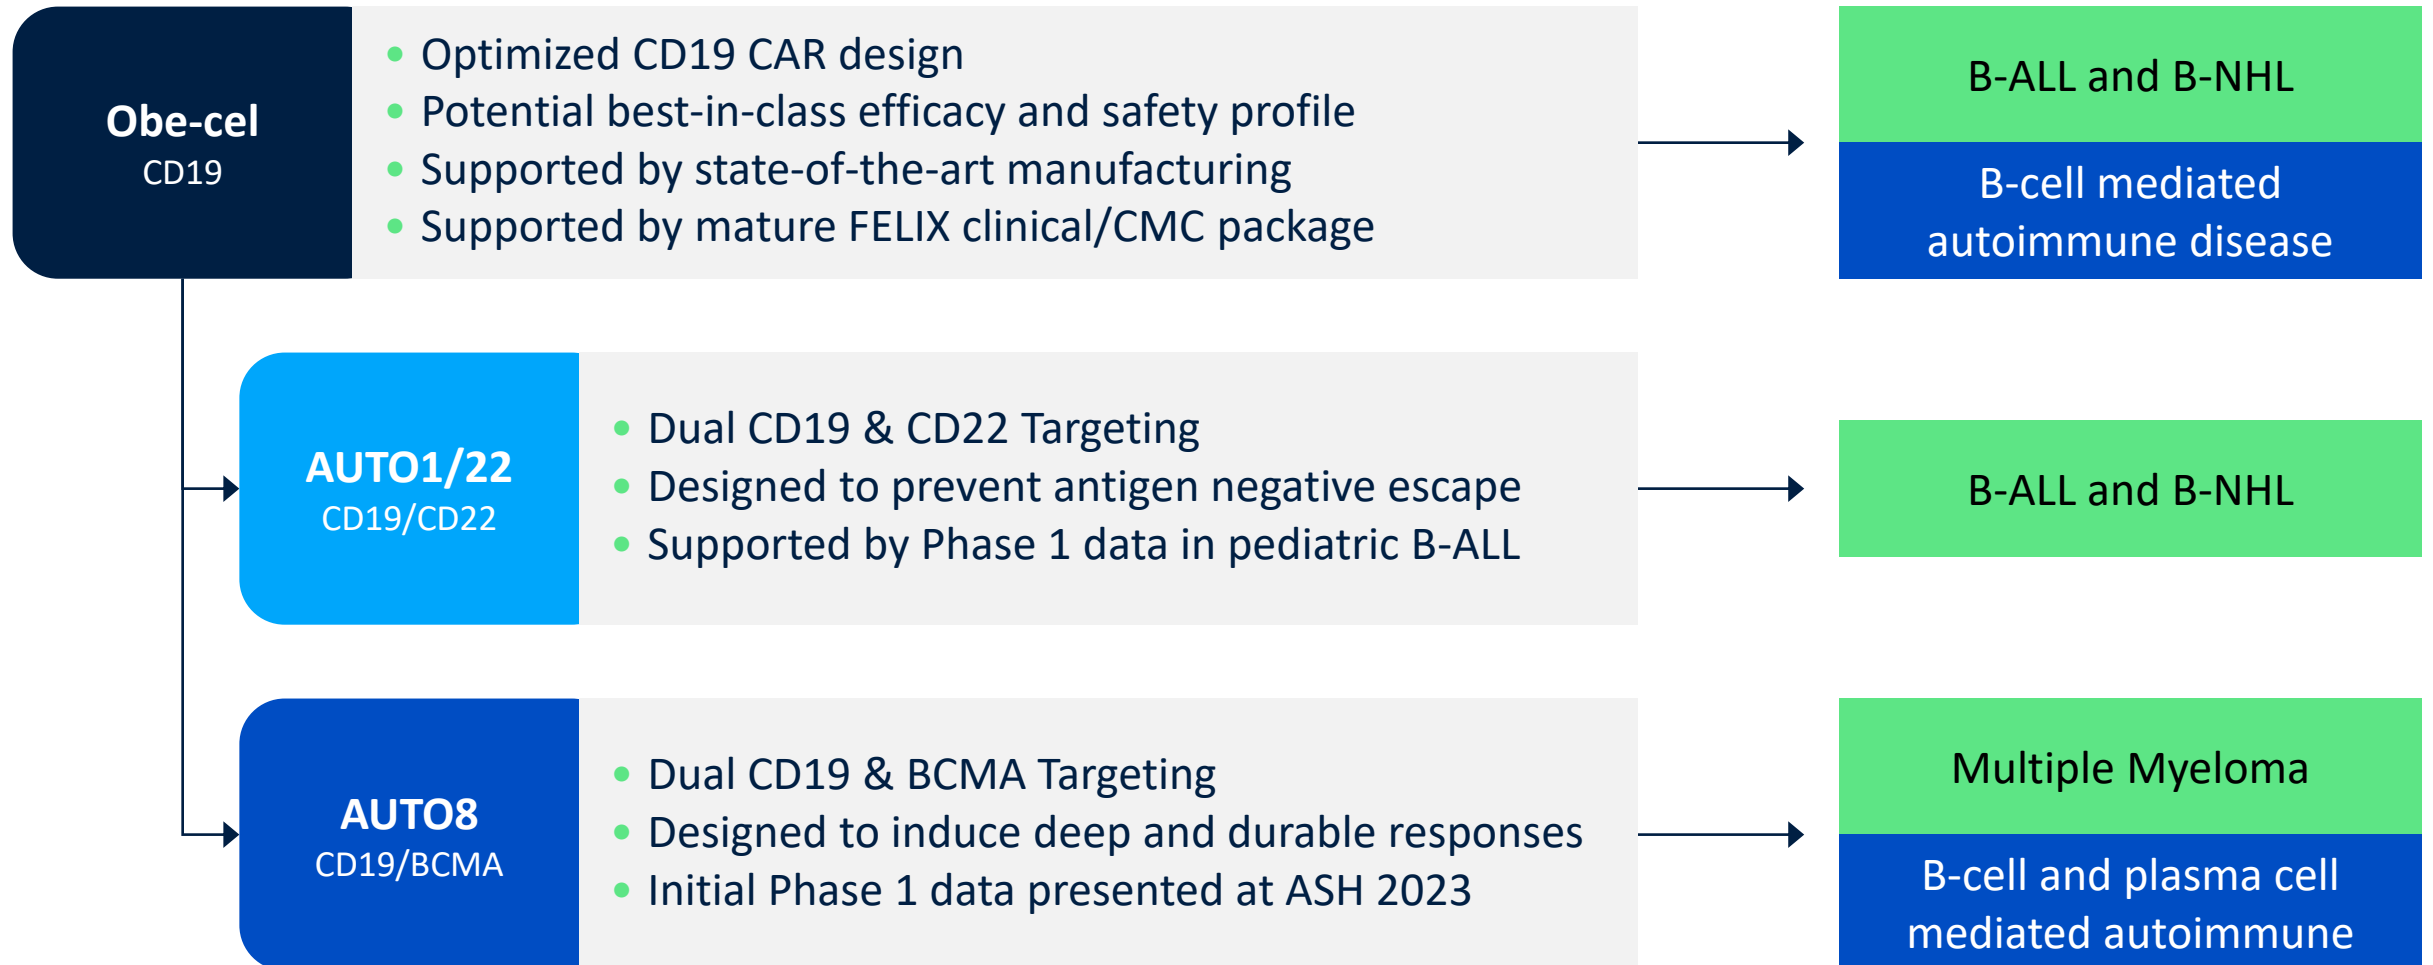 Obe-cel
CD19
• Optimized CD19 CAR design
• Potential best-in-class efficacy and safety profile
• Supported by state-of-the-art manufacturing
• Supported by mature FELIX clinical/CMC package
B-ALL and B-NHL
B-cell mediated
autoimmune disease
AUTO1/22
CD19/CD22
• Dual CD19 & CD22 Targeting
• Designed to prevent antigen negative escape
• Supported by Phase 1 data in pediatric B-ALL
B-ALL and B-NHL
AUTO8
CD19/BCMA
• Dual CD19 & BCMA Targeting
• Designed to induce deep and durable responses
• Initial Phase 1 data presented at ASH 2023
Multiple Myeloma
B-cell and plasma cell
mediated autoimmune